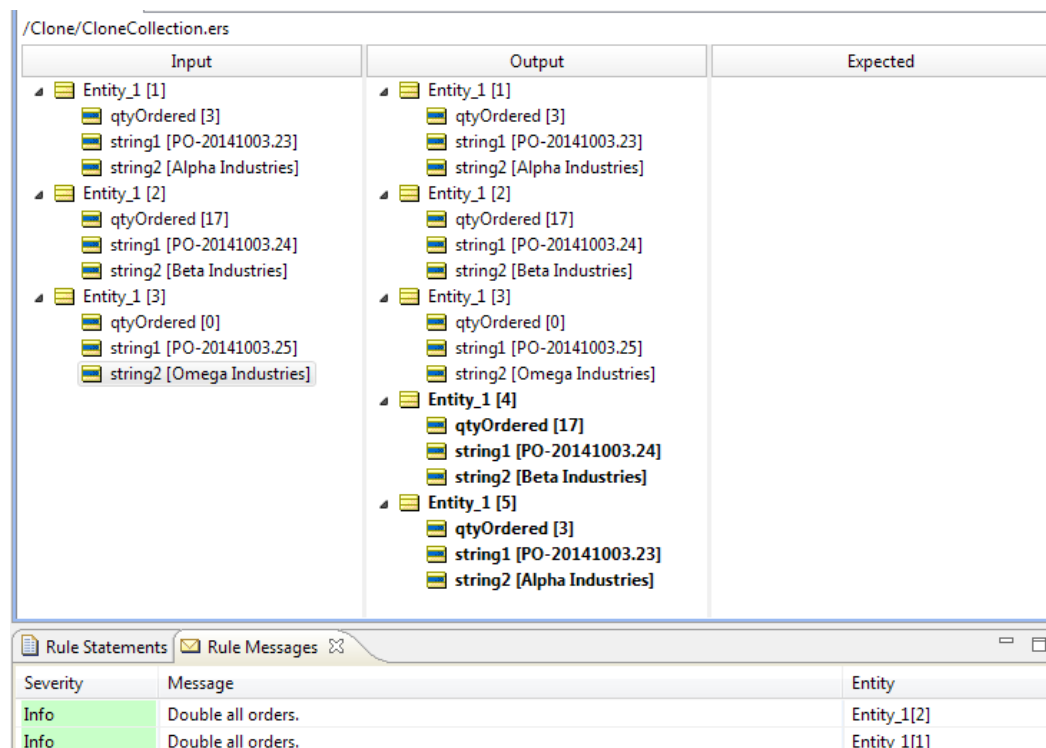 /Clone/CloneCollection.ers
Input Output Expected
Entity_1 [1] Entity_1 [1]
qtyOrdered [3] qtyOrdered [3]
string1 [PO-20141003.23] string1 [PO-20141003.23]
string2 [Alpha Industries] string2 [Alpha Industries]
Entity_1 [2] Entity_1 [2]
qtyOrdered [17] qtyOrdered [17]
string1 [PO-20141003.24] string1 [PO-20141003.24]
string2 [Beta Industries] string2 [Beta Industries]
Entity_1 [3] Entity_1 [3]
qtyOrdered [0] qtyOrdered [0]
string1 [PO-20141003.25] string1 [PO-20141003.25]
string2 [Omega Industries] string2 [Omega Industries]
Entity_1 [4]
qtyOrdered [17]
string1 [PO-20141003.24]
string2 [Beta Industries]
Entity_1 [5]
qtyOrdered [3]
string1 [PO-20141003.23]
string2 [Alpha Industries]
Rule Statements Rule Messages
Severity Message Entity
Info Double all orders. Entity_1[2]
Info Double all orders. Entity_1[1]